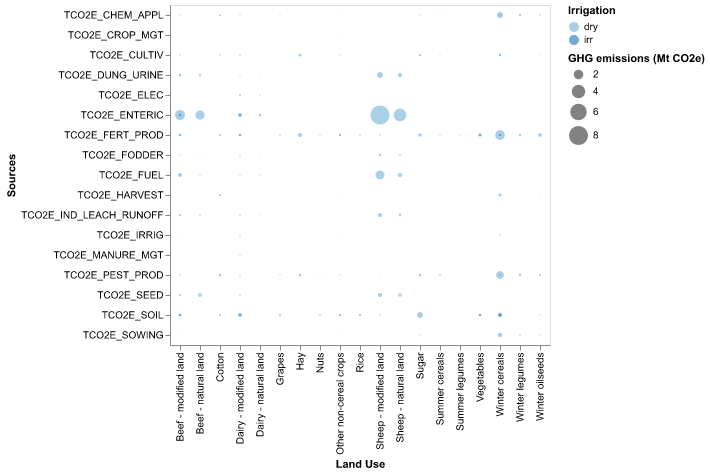 TCO2E_CHEM_APPL
TCO2E_CROP_MGT
TCO2E_CULTIV
TCO2E_DUNG_URINE
TCO2E_ELEC
TCO2E_ENTERIC
TCO2E_FERT_PROD
TCO2E_FODDER
TCO2E_FUEL
TCO2E_HARVEST
TCO2E_IND_LEACH_RUNOFF
TCO2E_IRRIG
TCO2E_MANURE_MGT
TCO2E_PEST_PROD
TCO2E_SEED
TCO2E_SOIL
TCO2E_SOWING
Sources
Beef - modified land
Beef - natural land
Cotton
Dairy - modified land
Dairy - natural land
Grapes
Hay
Nuts
Other non-cereal crops
Rice
Sheep - modified land
Sheep - natural land
Sugar
Summer cereals
Summer legumes
Vegetables
Winter cereals
Winter legumes
Winter oilseeds
Land Use
Irrigation
dry
irr
GHG emissions (Mt CO2e)
2
4
6
8